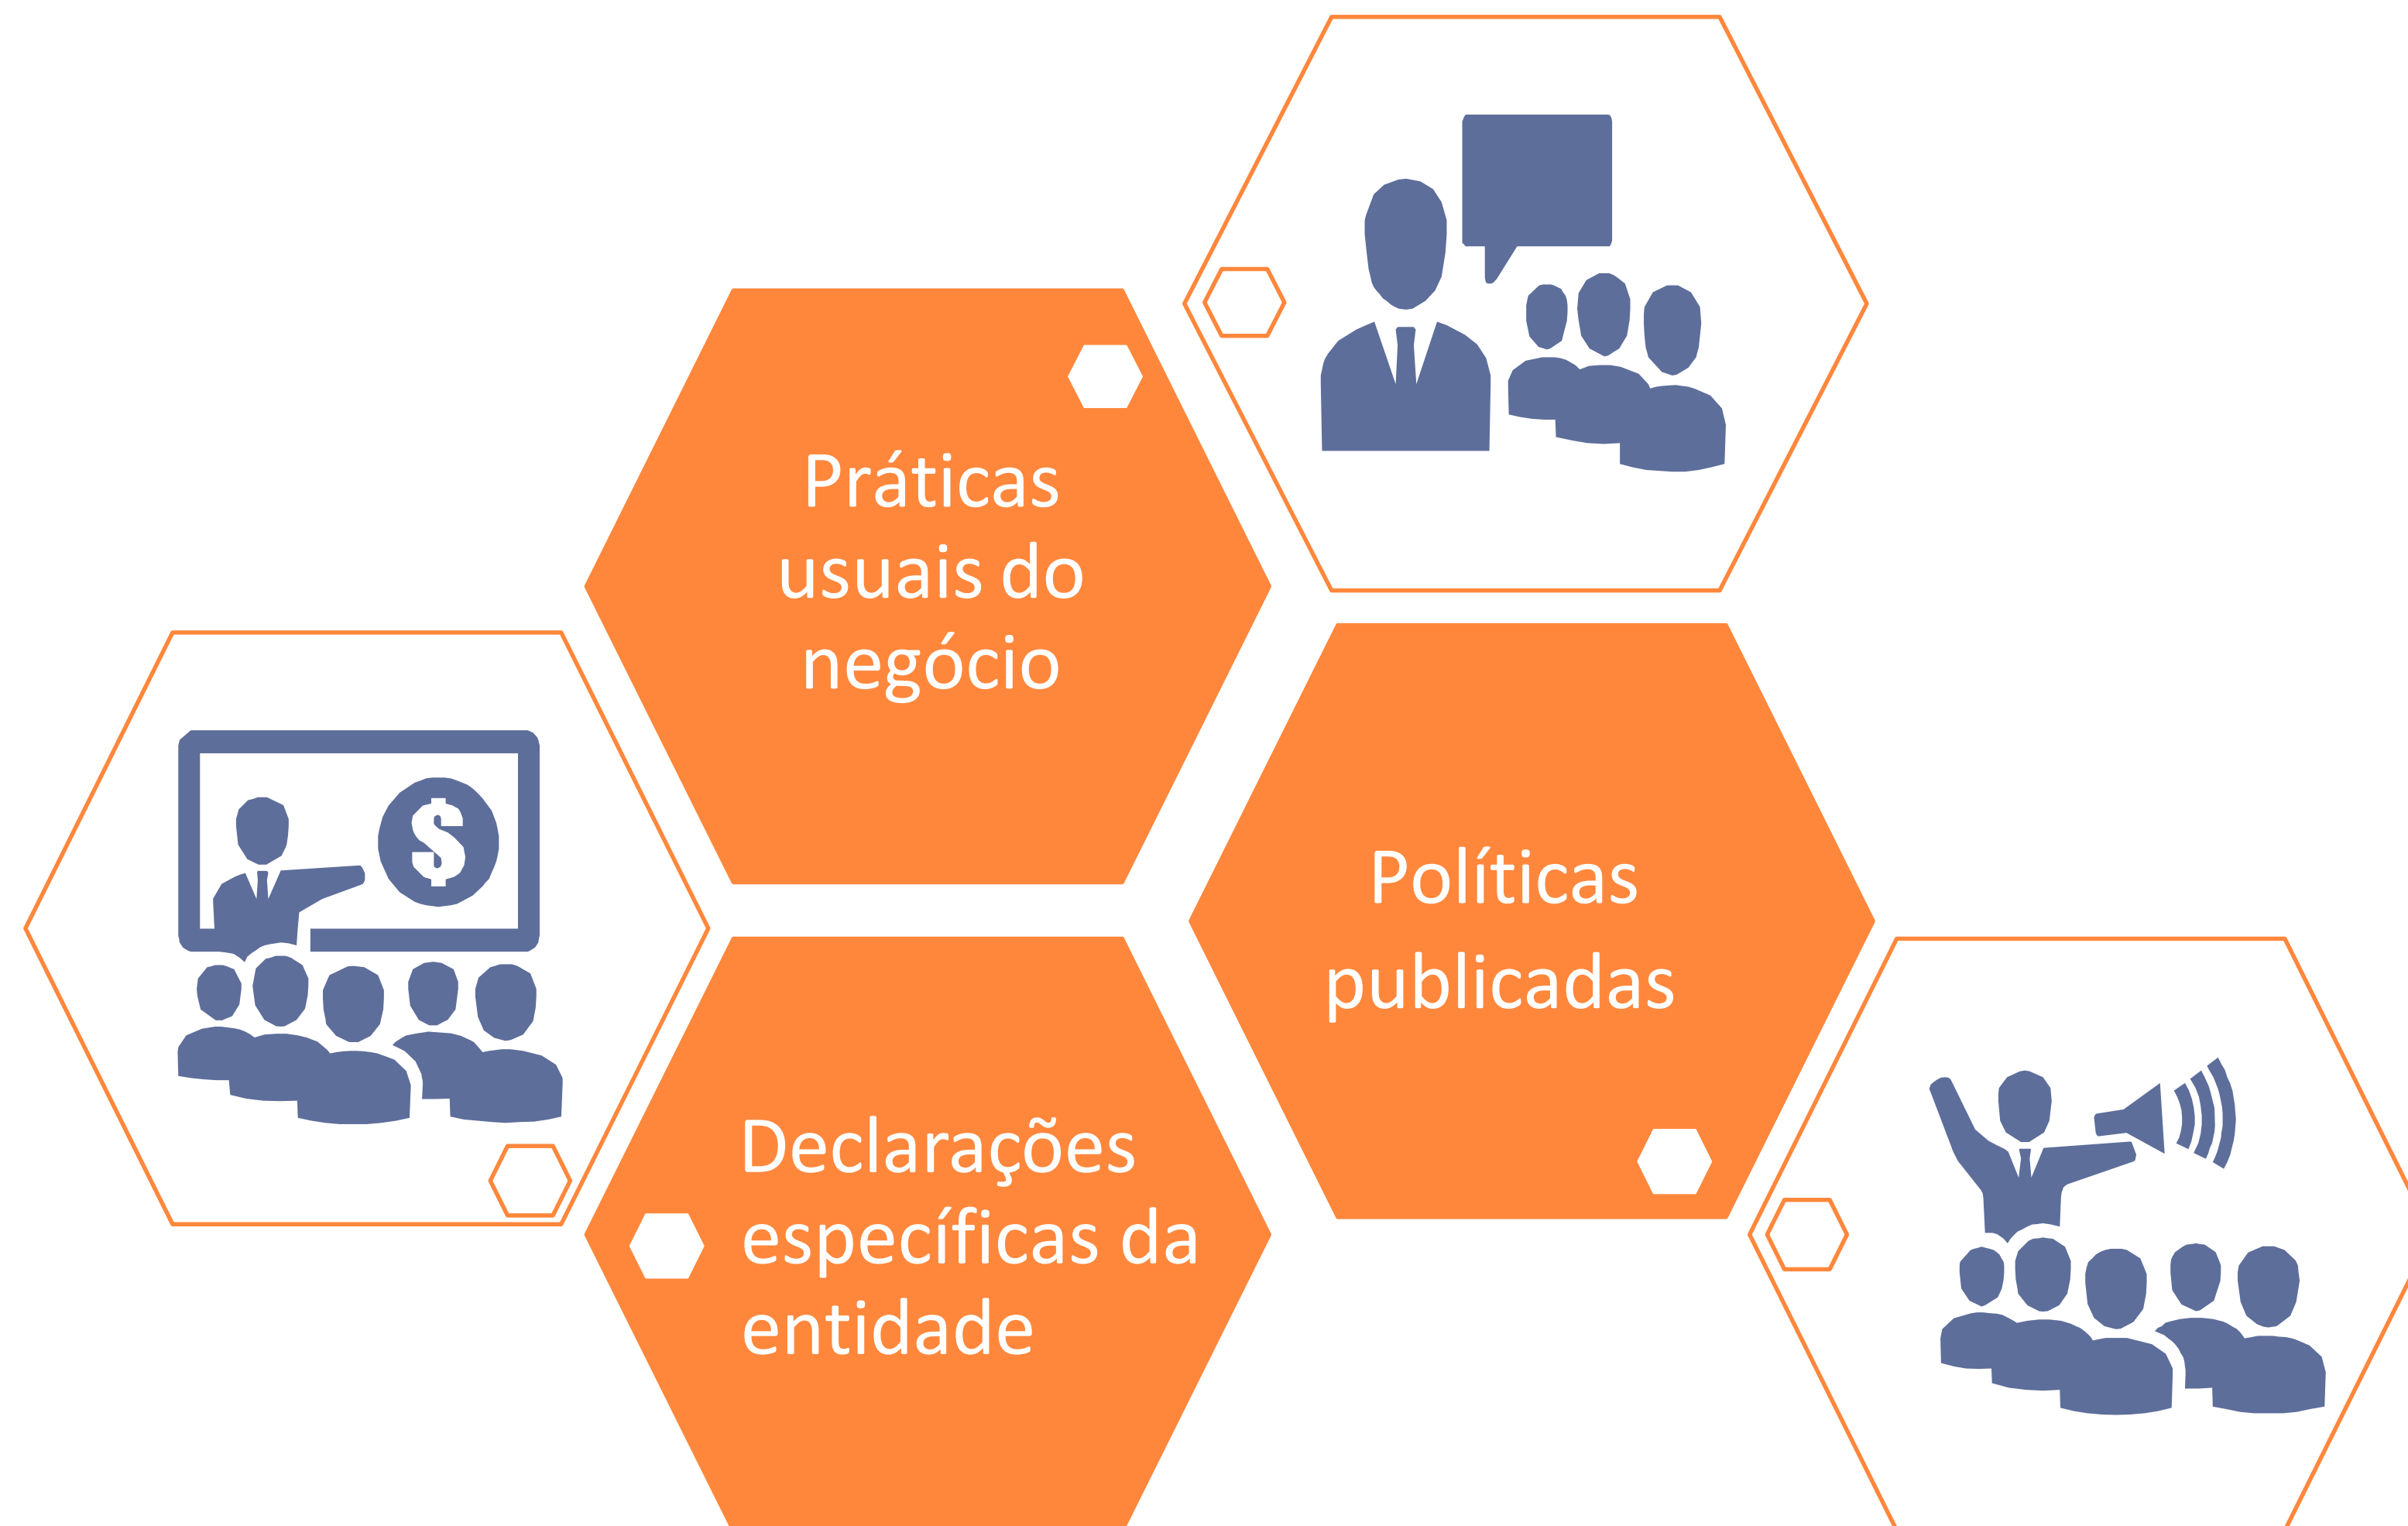 Práticas
usuais do
negócio
Políticas
publicadas
Declarações
específicas da
entidade
$